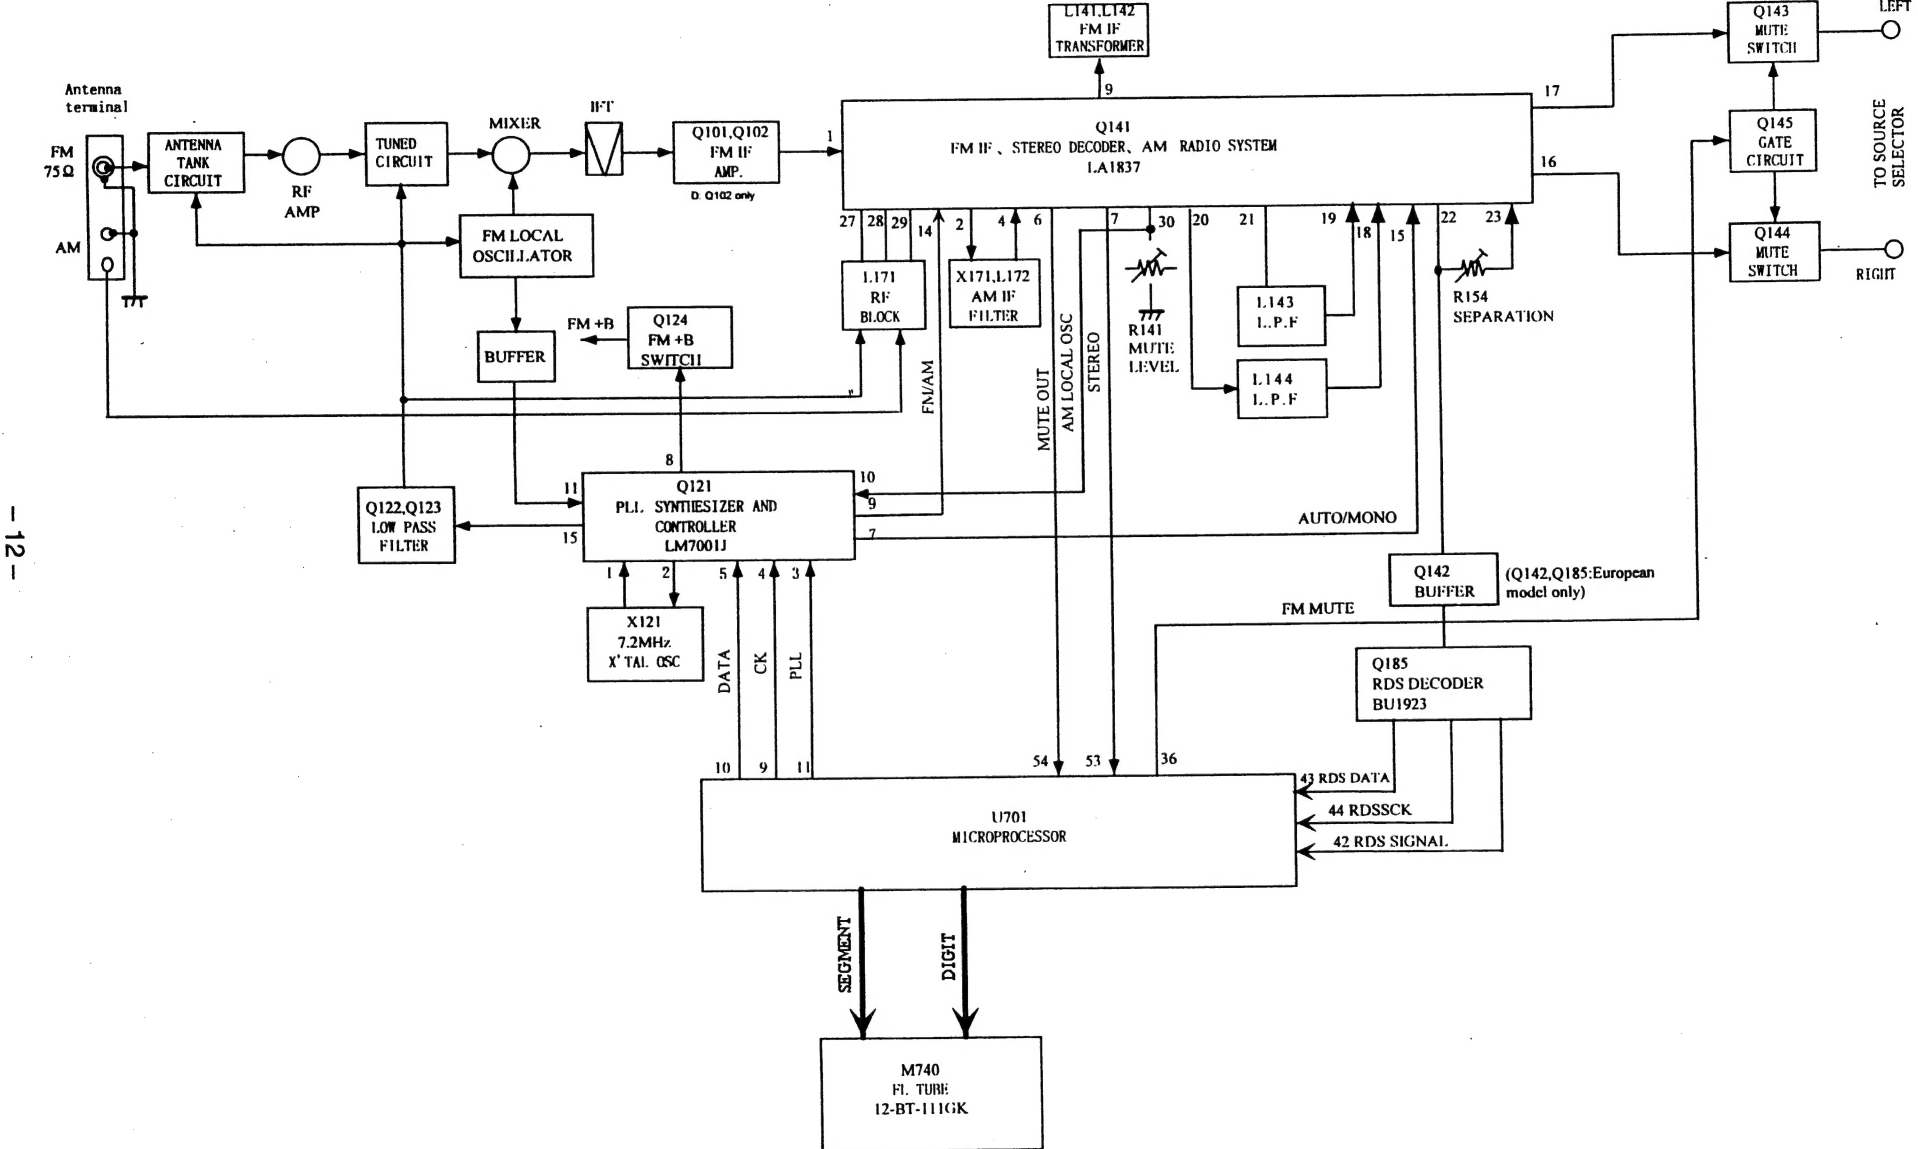 L141,L142
FM IF
TRANSFORMER
9
Q143
MUTE
SWITCH
LEFT
17
Antenna
terminal
FM
75Ω
AM
ANTENNA
TANK
CIRCUIT
RF
AMP
TUNED
CIRCUIT
MIXER
IFT
Q101,Q102
FM IF
AMP.
D. Q102 only
1
Q141
FM IF、STEREO DECODER、AM RADIO SYSTEM
LA1837
16
Q145
GATE
CIRCUIT
TO SOURCE
SELECTOR
Q144
MUTE
SWITCH
RIGHT
27
28
29
14
2
4
6
7
30
20
21
19
18
15
22
23
FM LOCAL
OSCILLATOR
L171
RF
BLOCK
X171,L172
AM IF
FILTER
R141
MUTE
LEVEL
L143
L.P.F
L144
L.P.F
R154
SEPARATION
BUFFER
FM +B
Q124
FM +B
SWITCH
FM/AM
MUTE OUT
AM LOCAL OSC
STEREO
8
Q122,Q123
LOW PASS
FILTER
11
15
Q121
PLL SYNTHESIZER AND
CONTROLLER
LM7001J
10
9
7
AUTO/MONO
1
2
5
4
3
X121
7.2MHz
X'TAL OSC
DATA
CK
PLL
Q142
BUFFER
(Q142,Q185:European
model only)
FM MUTE
Q185
RDS DECODER
BU1923
10
9
11
54
53
36
43 RDS DATA
44 RDSSCK
42 RDS SIGNAL
U701
MICROPROCESSOR
SEGMENT
DIGIT
M740
FL TUBE
12-BT-111GK
-12-